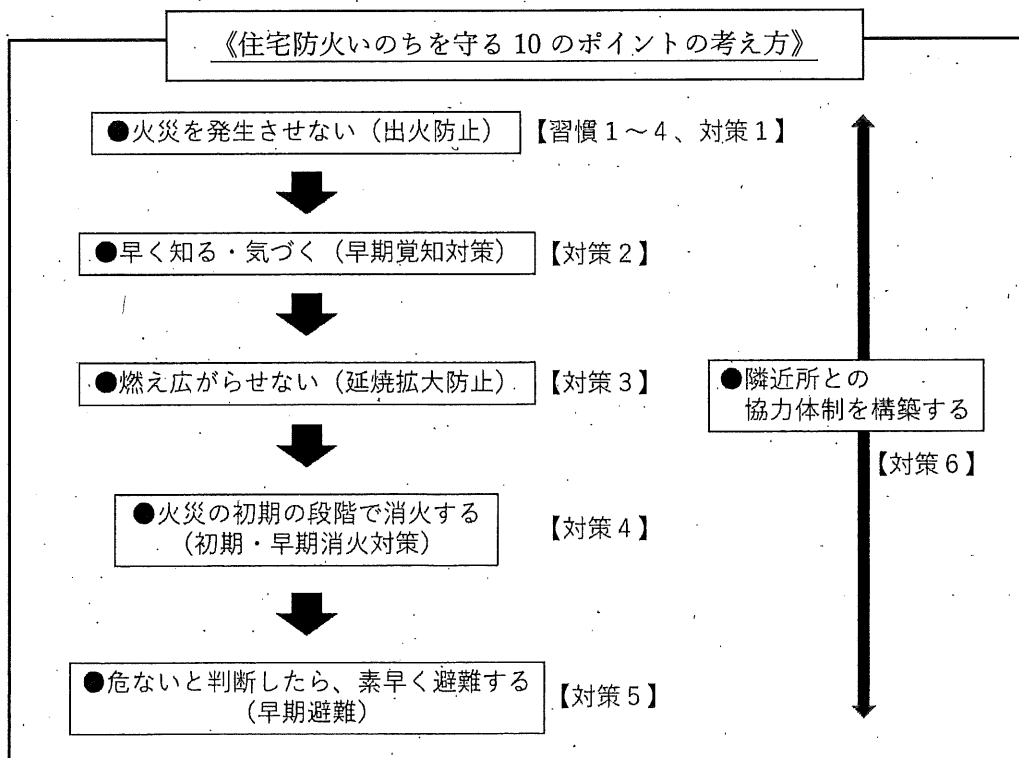 《住宅防火いのちを守る 10 のポイントの考え方》
●火災を発生させない（出火防止）【習慣１～４、対策１】
●早く知る・気づく（早期覚知対策）【対策２】
●燃え広がらせない（延焼拡大防止）【対策３】
●隣近所との
協力体制を構築する
【対策６】
●火災の初期の段階で消火する
（初期・早期消火対策）
【対策４】
●危ないと判断したら、素早く避難する
（早期避難）
【対策５】